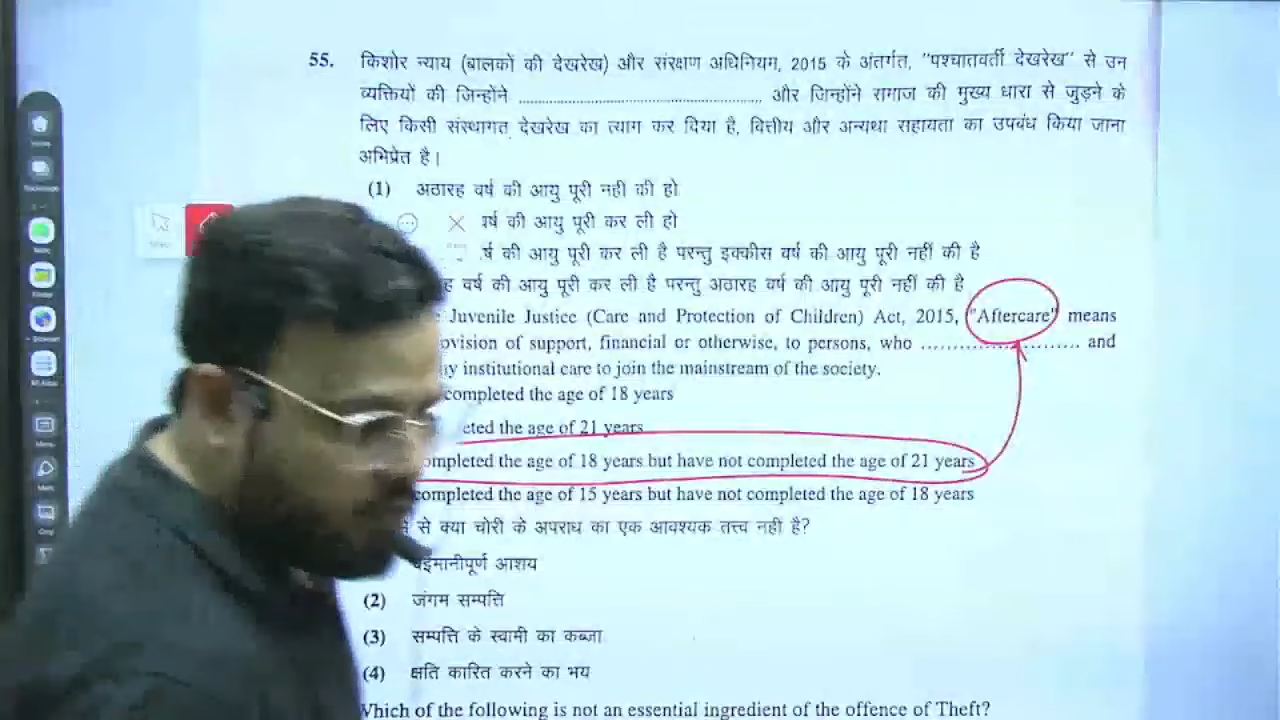 55. किशोर न्याय (बालकों की देखरेख) और संरक्षण अधिनियम, 2015 के अंतर्गत, "पश्चातवर्ती देखरेख" से उन
व्यक्तियों की जिन्होंने ........................................ और जिन्होंने रागाज की मुख्य धारा से जुड़ने के
लिए किसी संस्थागत देखरेख का त्याग कर दिया है, वित्तीय और अन्यथा राहायता का उपबंध किया जाना
अभिप्रेत है।
(1) अठारह वर्ष की आयु पूरी नहीं की हो
वर्ष की आयु पूरी कर ली हो
की आयु पूरी कर ली है परन्तु इक्कीस वर्ष की आयु पूरी नहीं की है
वर्ष की आयु पूरी कर ली है परन्तु अठारह वर्ष की आयु पूरी नहीं की है
Juvenile Justice (Care and Protection of Children) Act, 2015, "Aftercare" means
of support, financial or otherwise, to persons, who .......................... and
institutional care to join the mainstream of the society.
completed the age of 18 years
the age of 21 years
the age of 18 years but have not completed the age of 21 years
completed the age of 15 years but have not completed the age of 18 years
से क्या चोरी के अपराध का एक आवश्यक तत्त्व नहीं है?
आशय
(2) जंगम सम्पत्ति
(3) सम्पत्ति के स्वामी का कब्जा
(4) क्षति कारित करने का भय
Which of the following is not an essential ingredient of the offence of Theft?